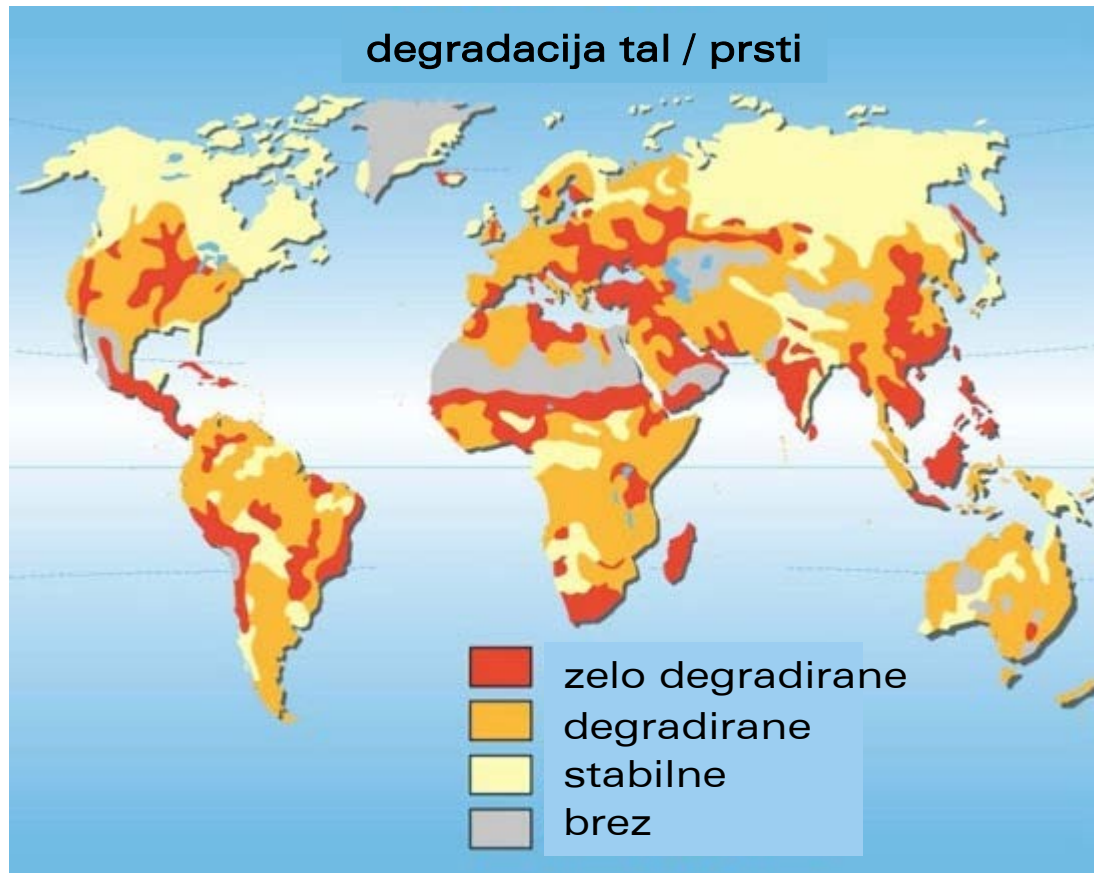 degradacija tal / prsti
zelo degradirane
degradirane
stabilne
brez